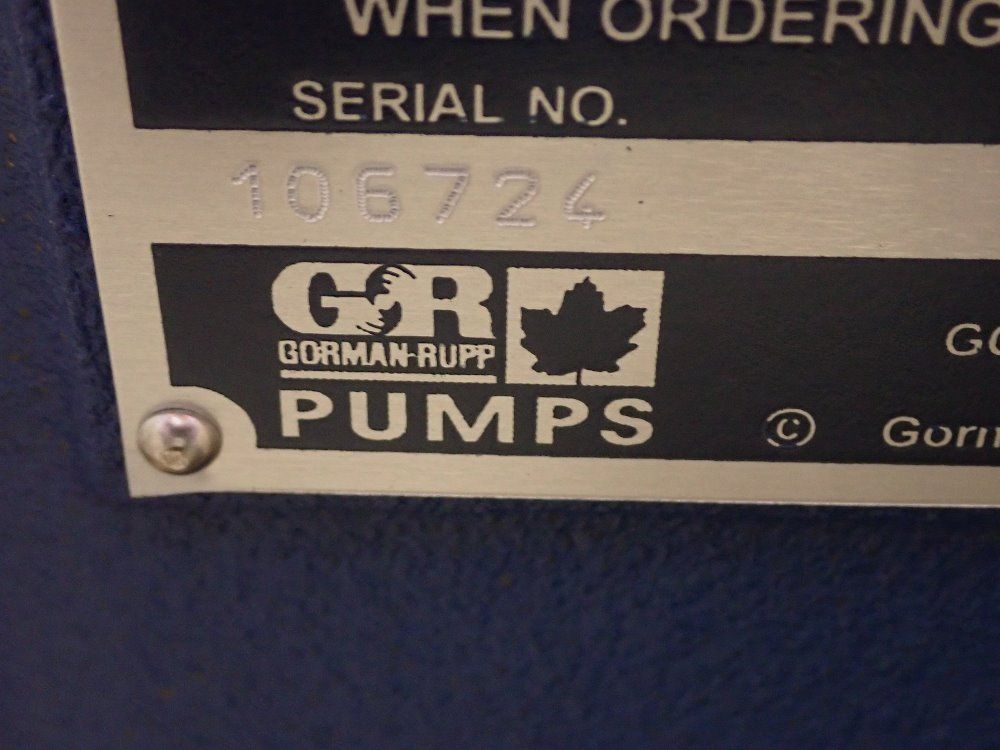 WHEN ORDERING
SERIAL NO.
106724
GR
GORMAN-RUPP
PUMPS
©